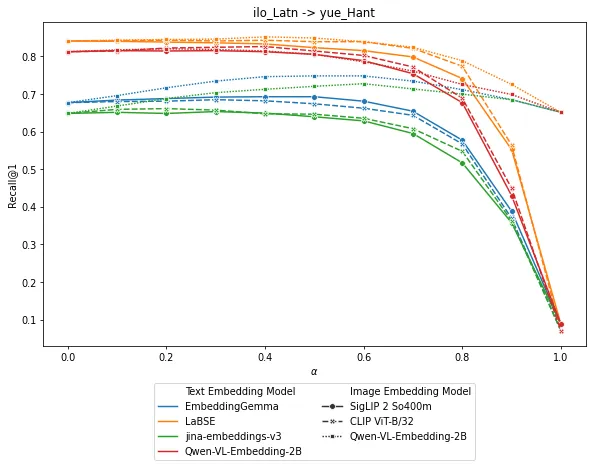 ilo_Latn -> yue_Hant
Recall@1
0.8
0.7
0.6
0.5
0.4
0.3
0.2
0.1
0.0 0.2 0.4 0.6 0.8 1.0
α
Text Embedding Model Image Embedding Model
EmbeddingGemma SigLIP 2 So400m
LaBSE CLIP ViT-B/32
jina-embeddings-v3 Qwen-VL-Embedding-2B
Qwen-VL-Embedding-2B